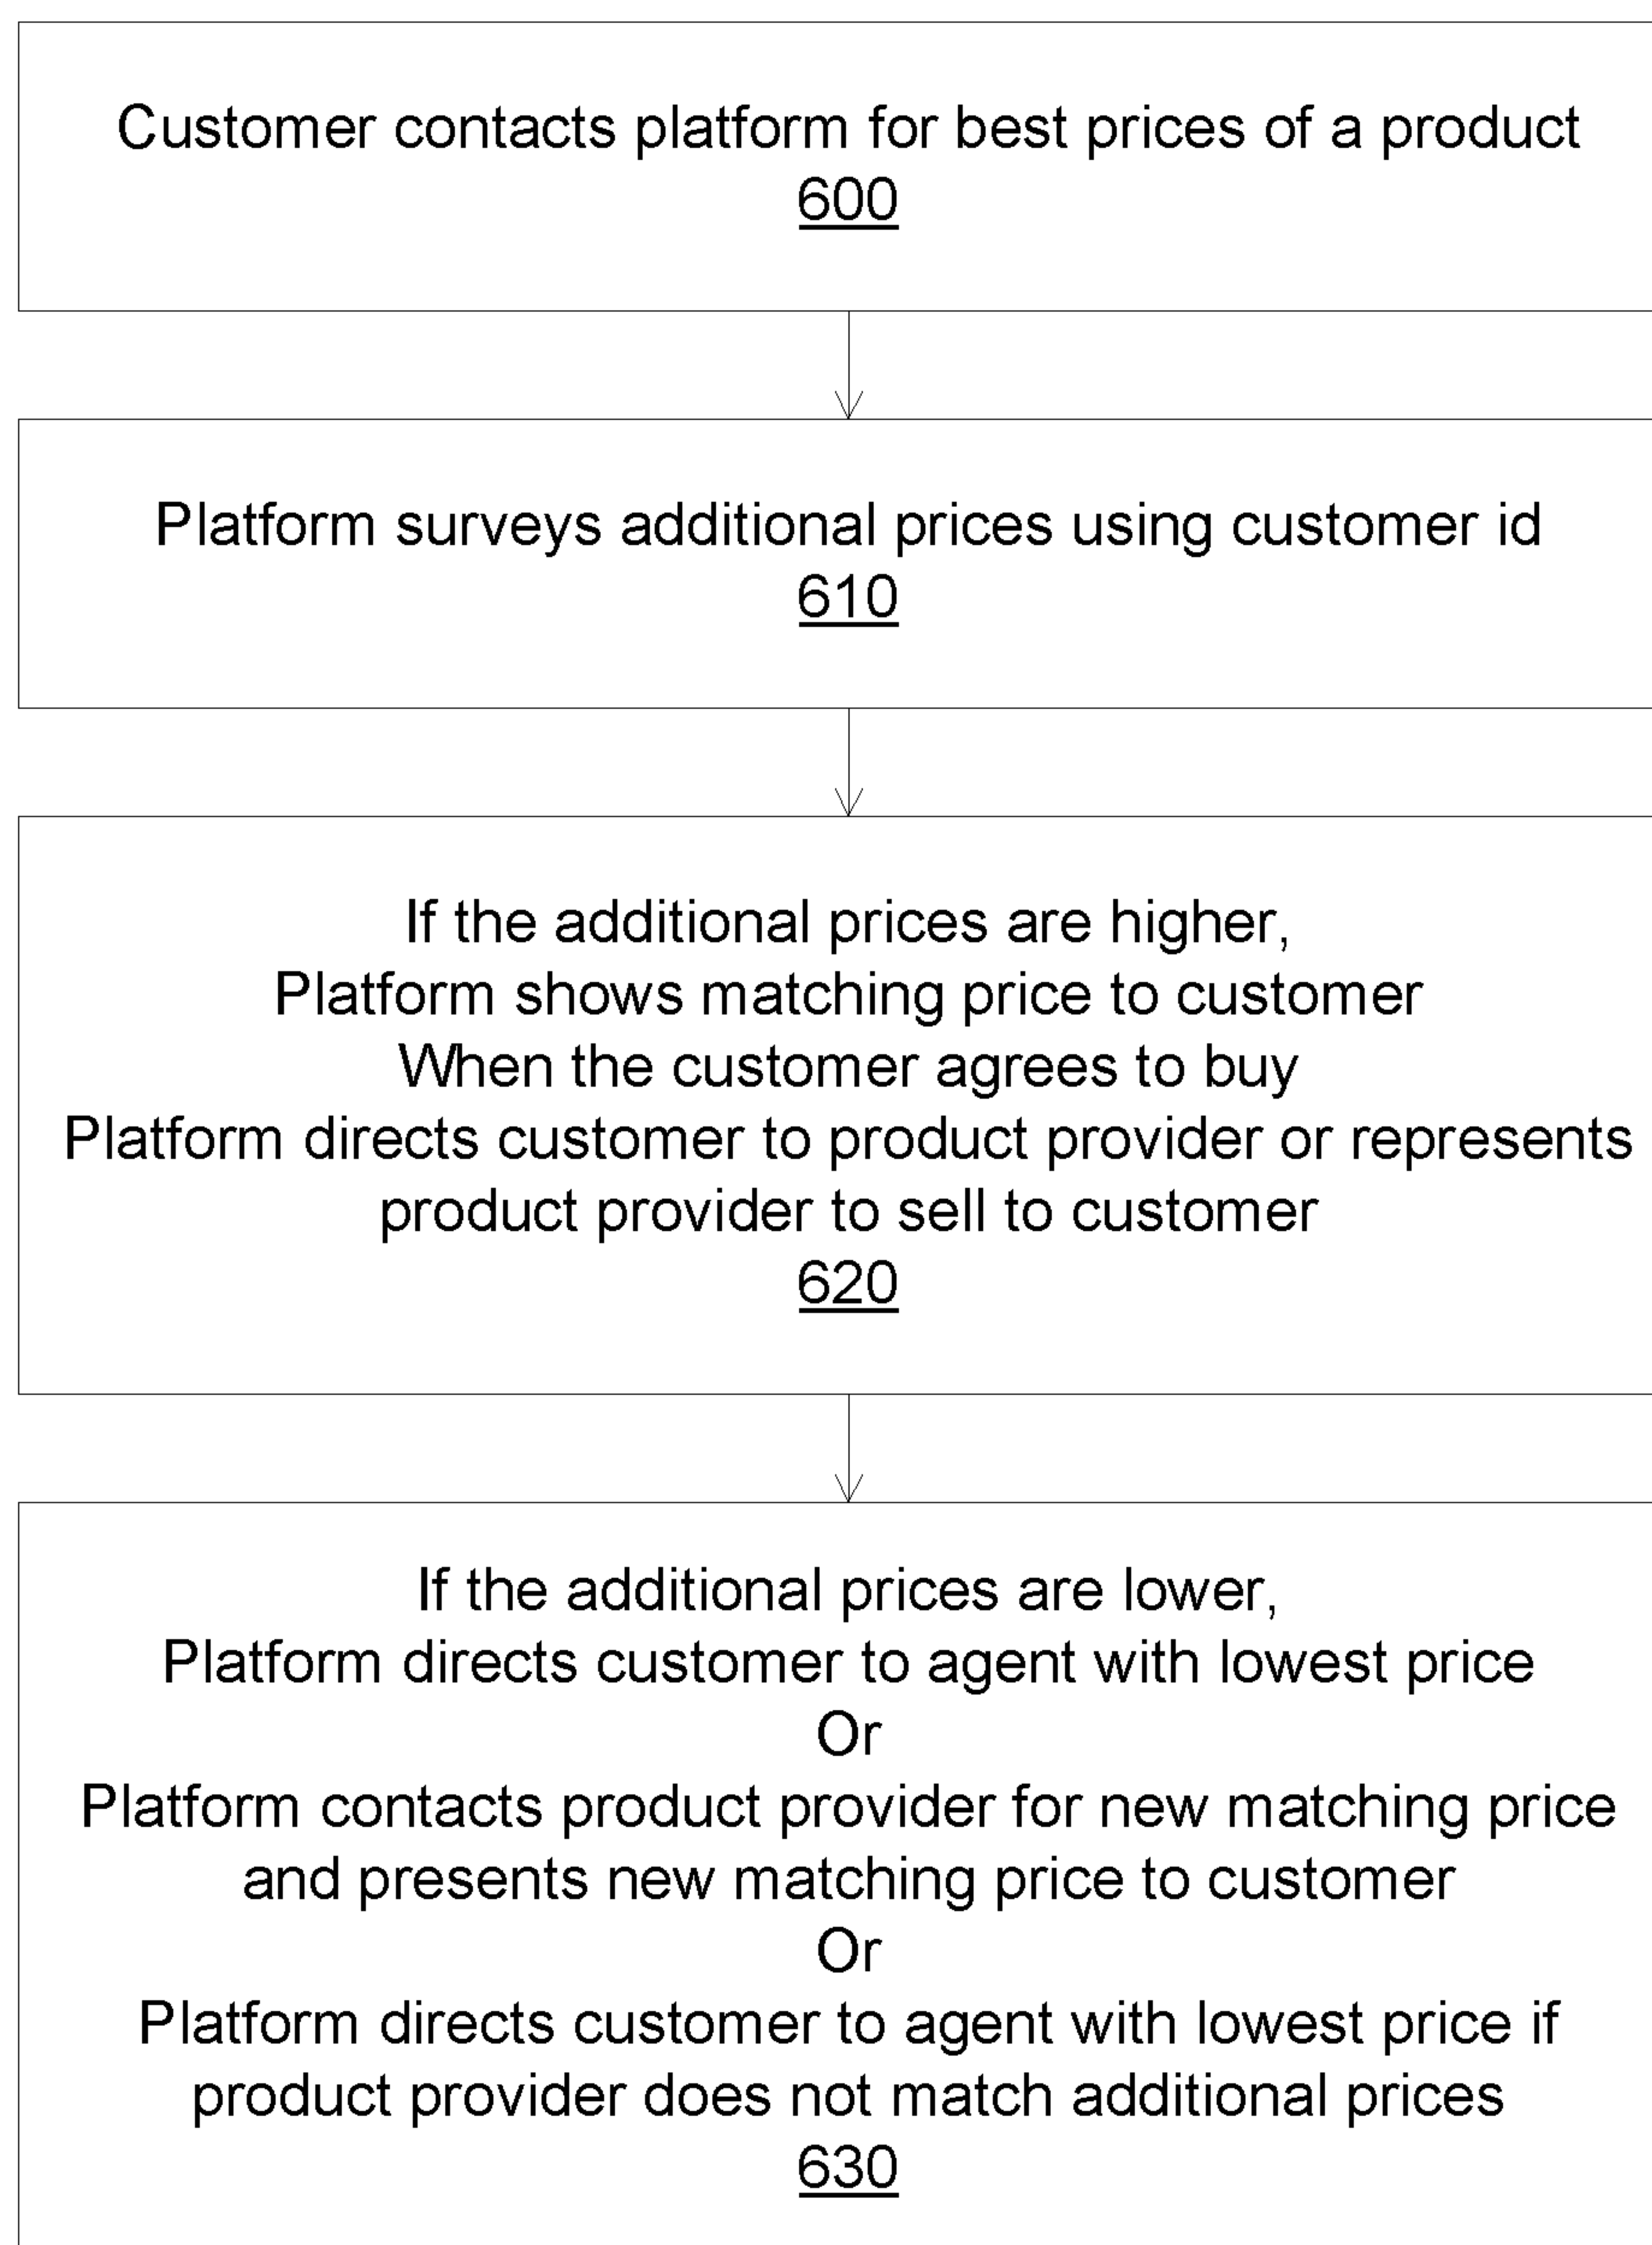 Customer contacts platform for best prices of a product
600
Platform surveys additional prices using customer id
610
If the additional prices are higher,
Platform shows matching price to customer
When the customer agrees to buy
Platform directs customer to product provider or represents
product provider to sell to customer
620
If the additional prices are lower,
Platform directs customer to agent with lowest price
Or
Platform contacts product provider for new matching price
and presents new matching price to customer
Or
Platform directs customer to agent with lowest price if
product provider does not match additional prices
630